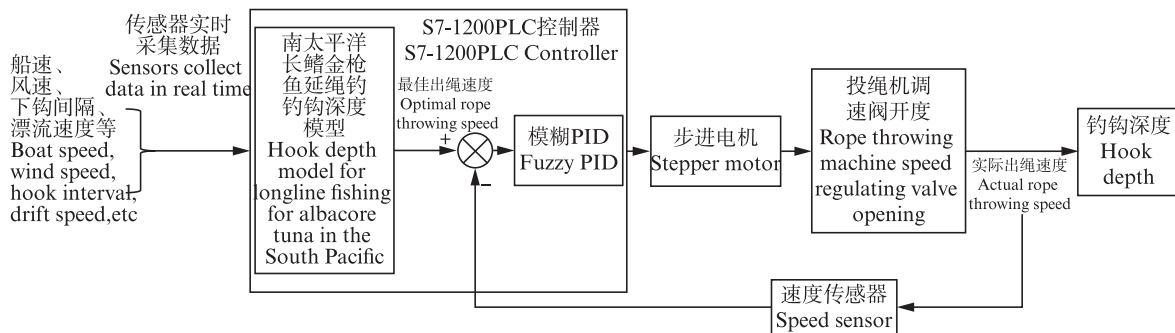 船速、
风速、
下钩间隔、
漂流速度等
Boat speed,
wind speed,
hook interval,
drift speed,etc
传感器实时
采集数据
Sensors collect
data in real time
S7-1200PLC控制器
S7-1200PLC Controller
南太平洋
长鳍金枪
鱼延绳钓
钓钩深度
模型
Hook depth
model for
longline fishing
for albacore
tuna in the
South Pacific
最佳出绳速度
Optimal rope
throwing speed
+
−
模糊PID
Fuzzy PID
步进电机
Stepper motor
投绳机调
速阀开度
Rope throwing
machine speed
regulating valve
opening
实际出绳速度
Actual rope
throwing speed
钓钩深度
Hook
depth
速度传感器
Speed sensor